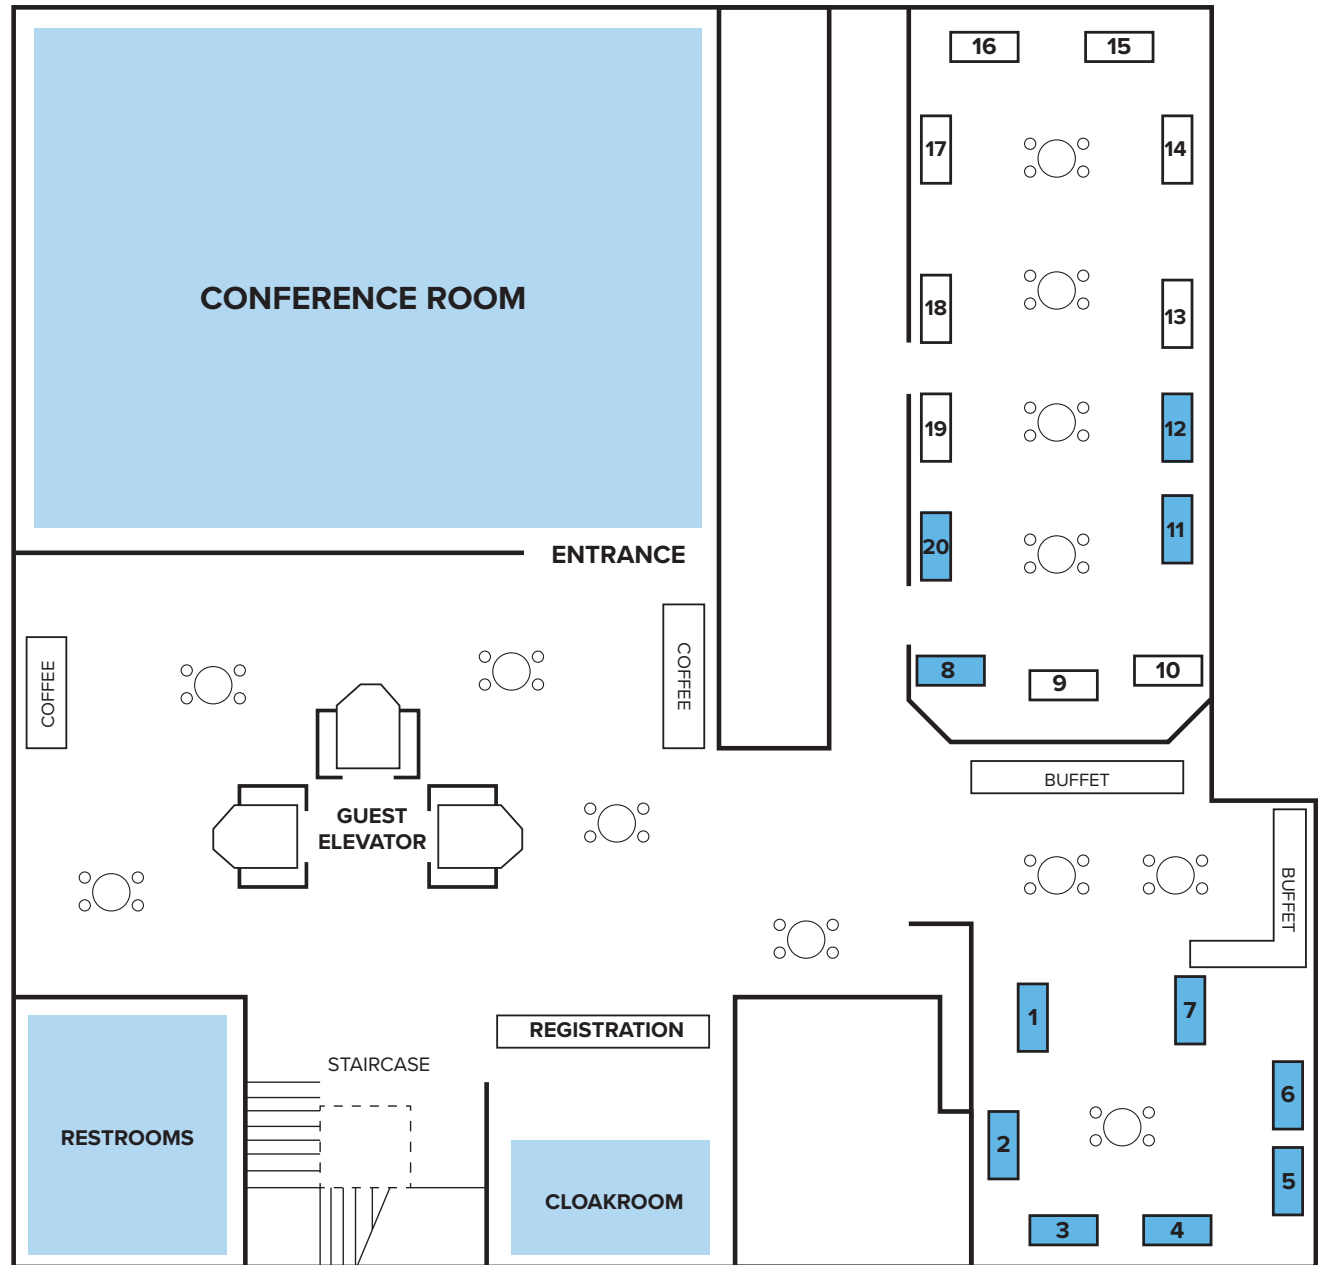 16
15
17
14
CONFERENCE ROOM
18
13
19
12
20
11
ENTRANCE
COFFEE
COFFEE
8
9
10
BUFFET
GUEST
ELEVATOR
BUFFET
1
7
REGISTRATION
STAIRCASE
6
RESTROOMS
2
5
CLOAKROOM
3
4